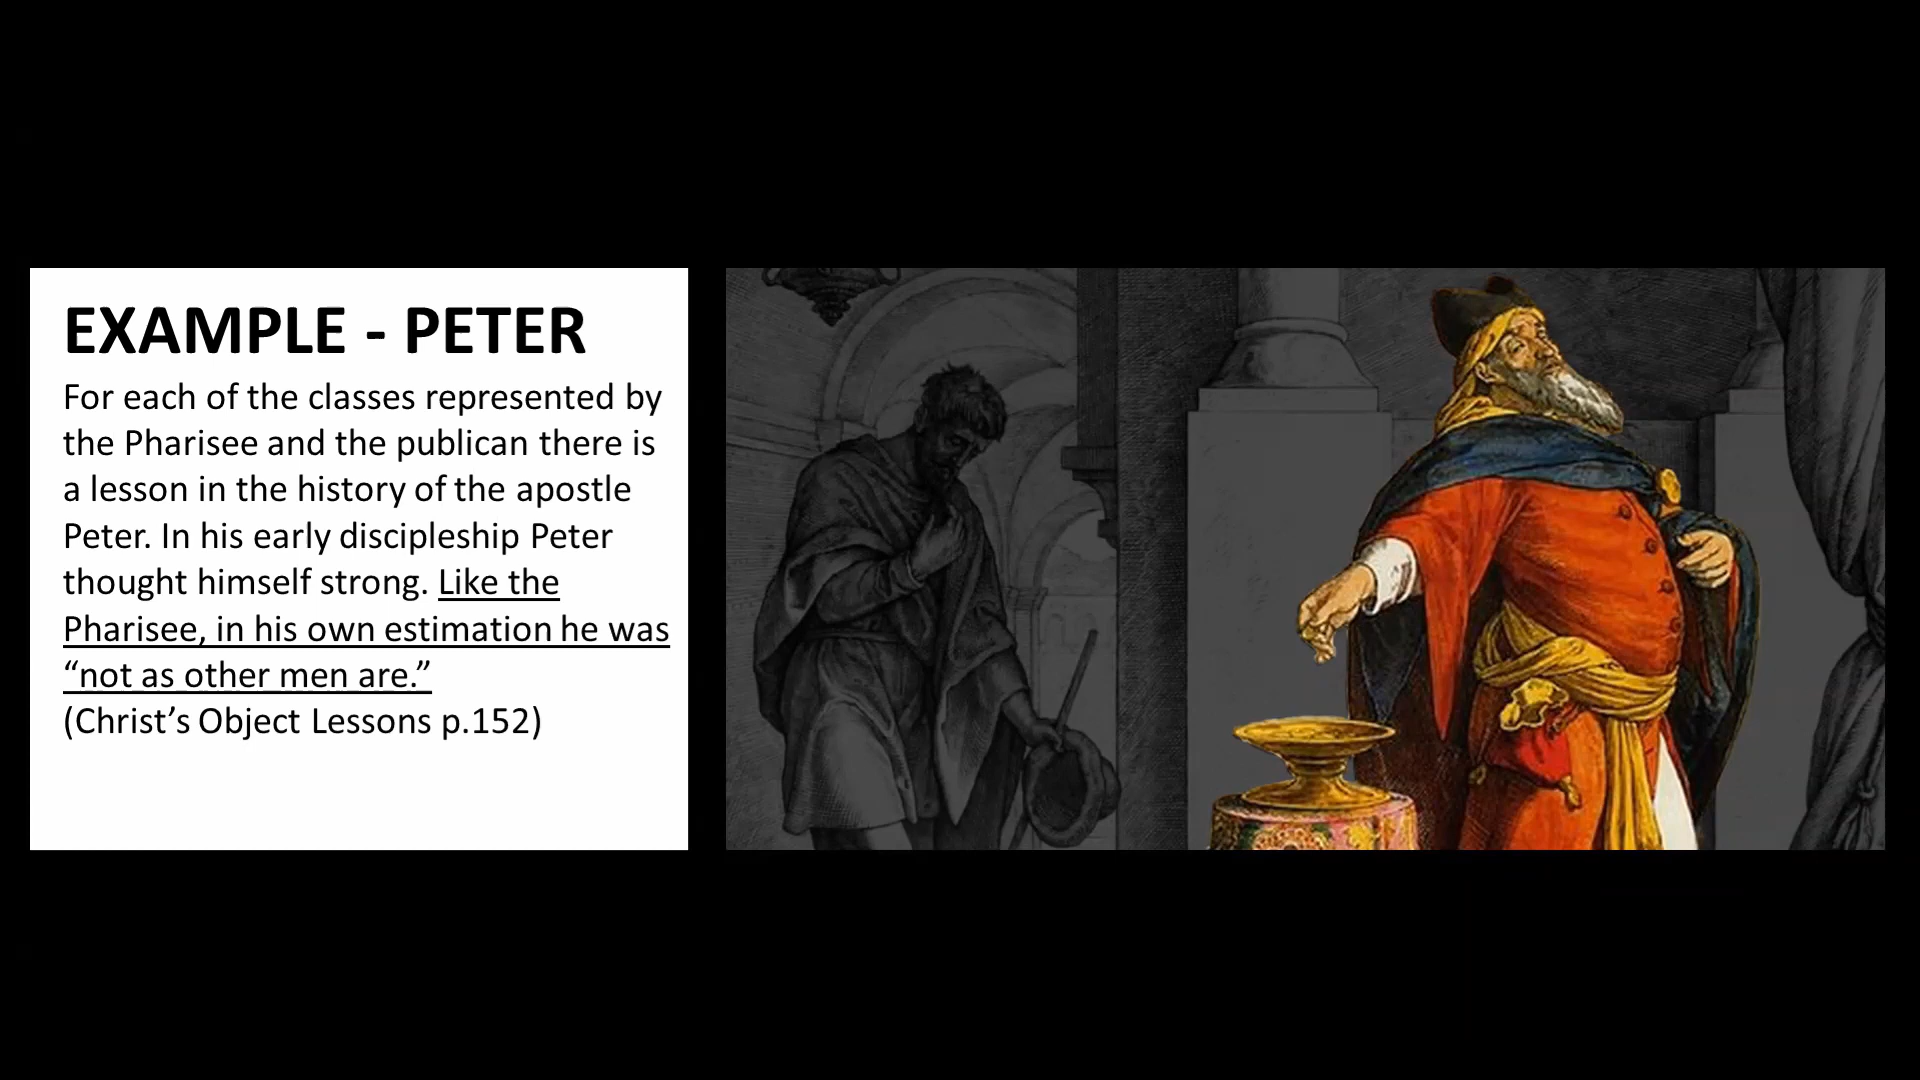 EXAMPLE - PETER
For each of the classes represented by
the Pharisee and the publican there is
a lesson in the history of the apostle
Peter. In his early discipleship Peter
thought himself strong. Like the
Pharisee, in his own estimation he was
“not as other men are.”
(Christ’s Object Lessons p.152)